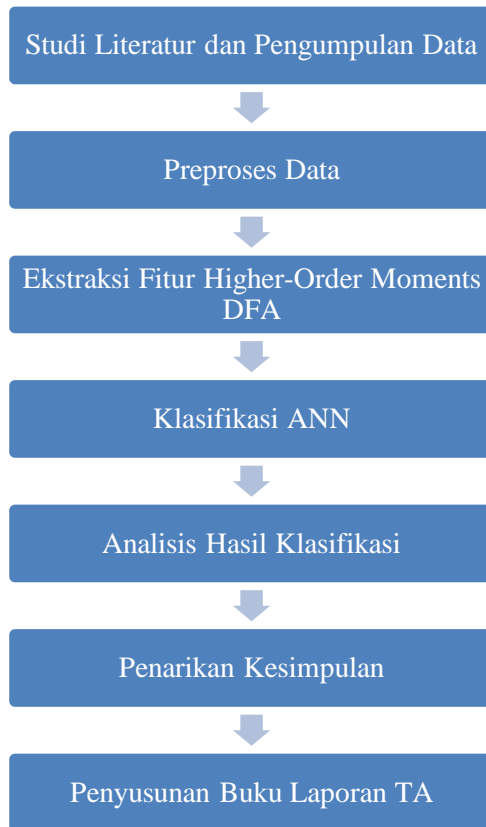 Studi Literatur dan Pengumpulan Data
Preproses Data
Ekstraksi Fitur Higher-Order Moments
DFA
Klasifikasi ANN
Analisis Hasil Klasifikasi
Penarikan Kesimpulan
Penyusunan Buku Laporan TA